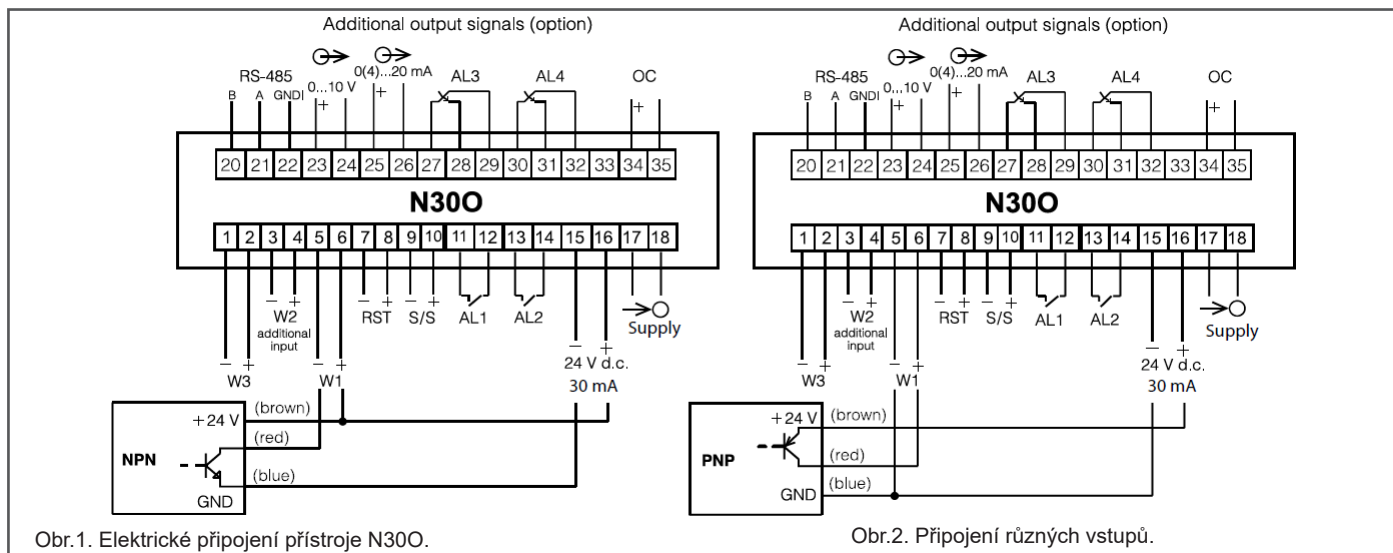 Additional output signals (option)
0(4)...20 mA
RS-485
0...10 V
AL3
AL4
OC
B
A
GNDI
+
+
+
20 21 22 23 24 25 26 27 28 29 30 31 32 33 34 35
N30O
1 2 3 4 5 6 7 8 9 10 11 12 13 14 15 16 17 18
− + − + − +
W2
RST
S/S
AL1
AL2
Supply
additional
input
− + − + − +
W3
W1
24 V d.c.
30 mA
+24 V
(brown)
(red)
NPN
(blue)
GND
Obr.1. Elektrické připojení přístroje N30O.
Additional output signals (option)
0(4)...20 mA
RS-485
0...10 V
AL3
AL4
OC
B
A
GNDI
+
+
+
20 21 22 23 24 25 26 27 28 29 30 31 32 33 34 35
N30O
1 2 3 4 5 6 7 8 9 10 11 12 13 14 15 16 17 18
− + − + − +
W2
RST
S/S
AL1
AL2
Supply
additional
input
− + − + − +
W3
W1
24 V d.c.
30 mA
+24 V
(brown)
PNP
(red)
(blue)
GND
Obr.2. Připojení různých vstupů.